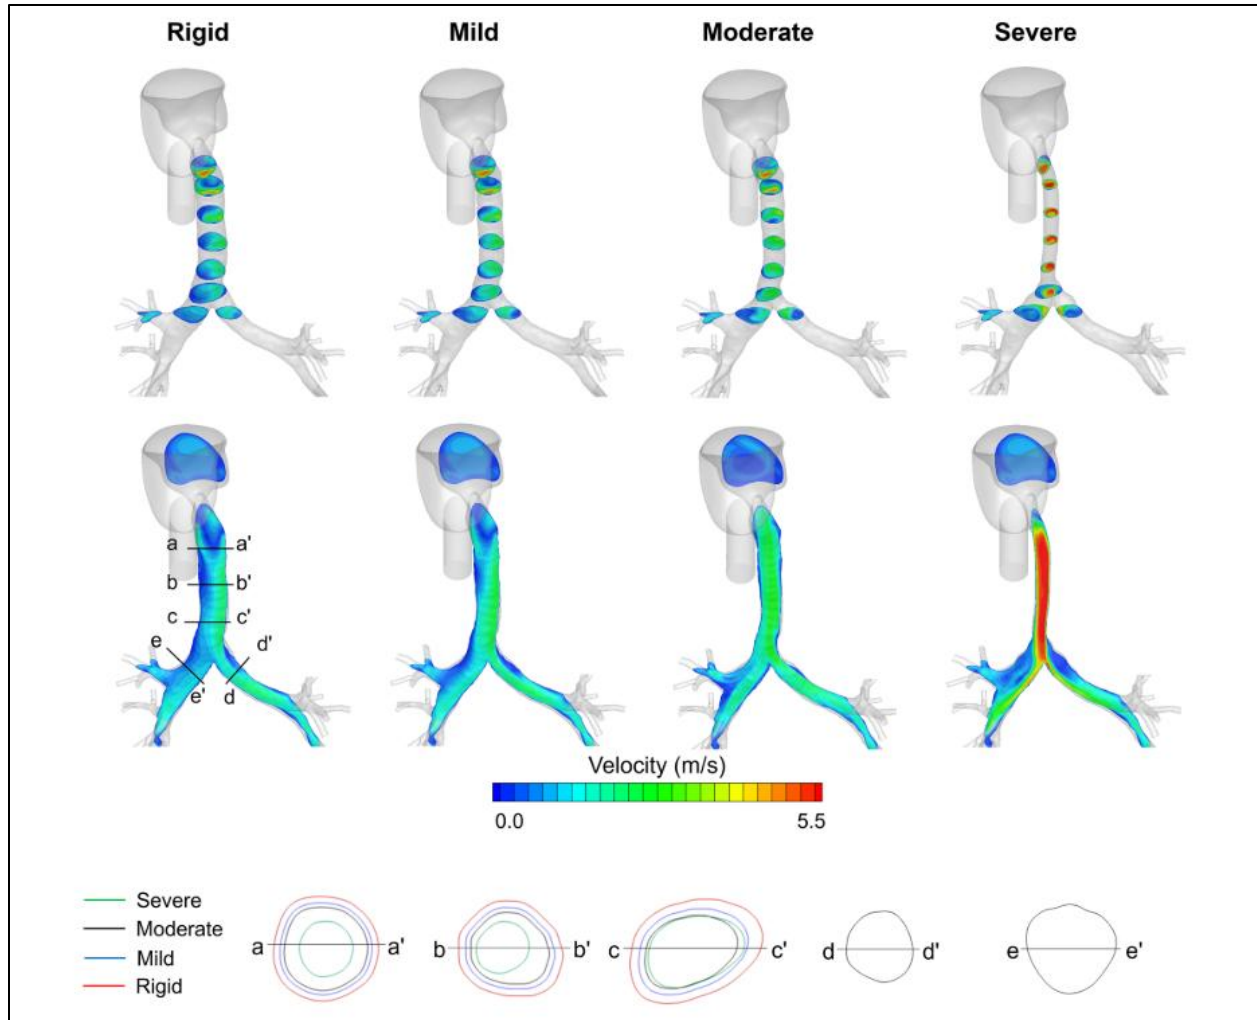 Rigid Mild Moderate Severe
a a'
b b'
c c'
e d'
e' d
Velocity (m/s)
0.0 5.5
Severe
Moderate
Mild
Rigid
a a' b b' c c' d d' e e'